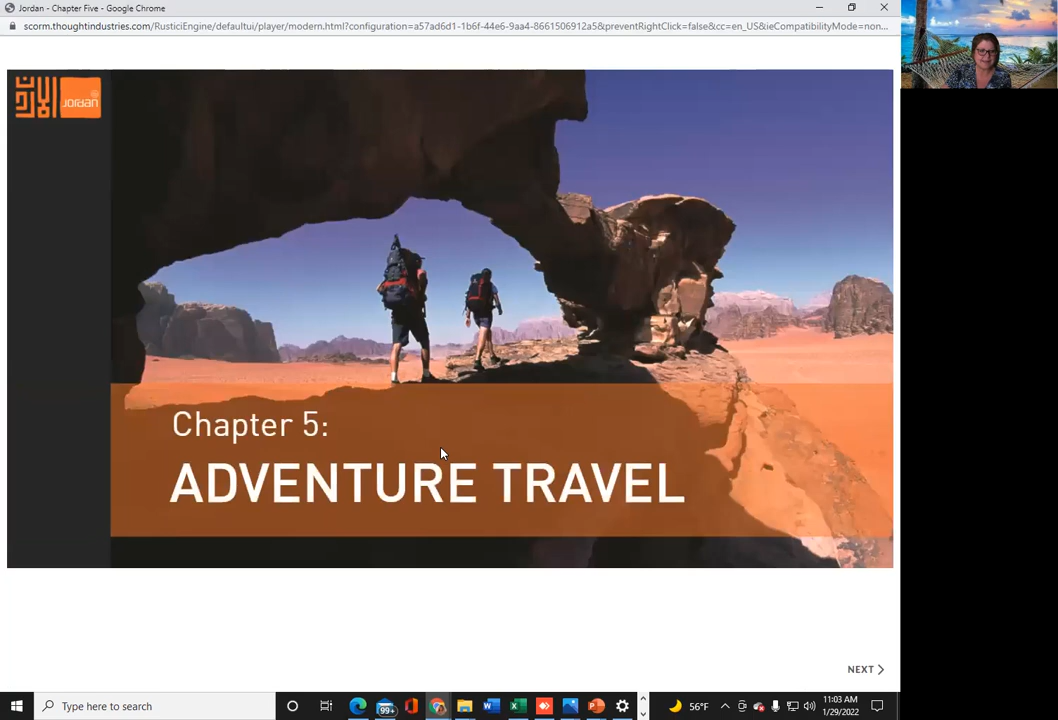 Jordan - Chapter Five - Google Chrome
scorm.thoughtindustries.com/RusticiEngine/defaultui/player/modern.html?configuration=a57ad6d1-1b6f-44e6-9aa4-8661506912a5&preventRightClick=false&cc=en_US&ieCompatibilityMode=non...
الأردن
Jordan
Chapter 5:
ADVENTURE TRAVEL
NEXT
Type here to search
99+
56°F
11:03 AM
1/29/2022